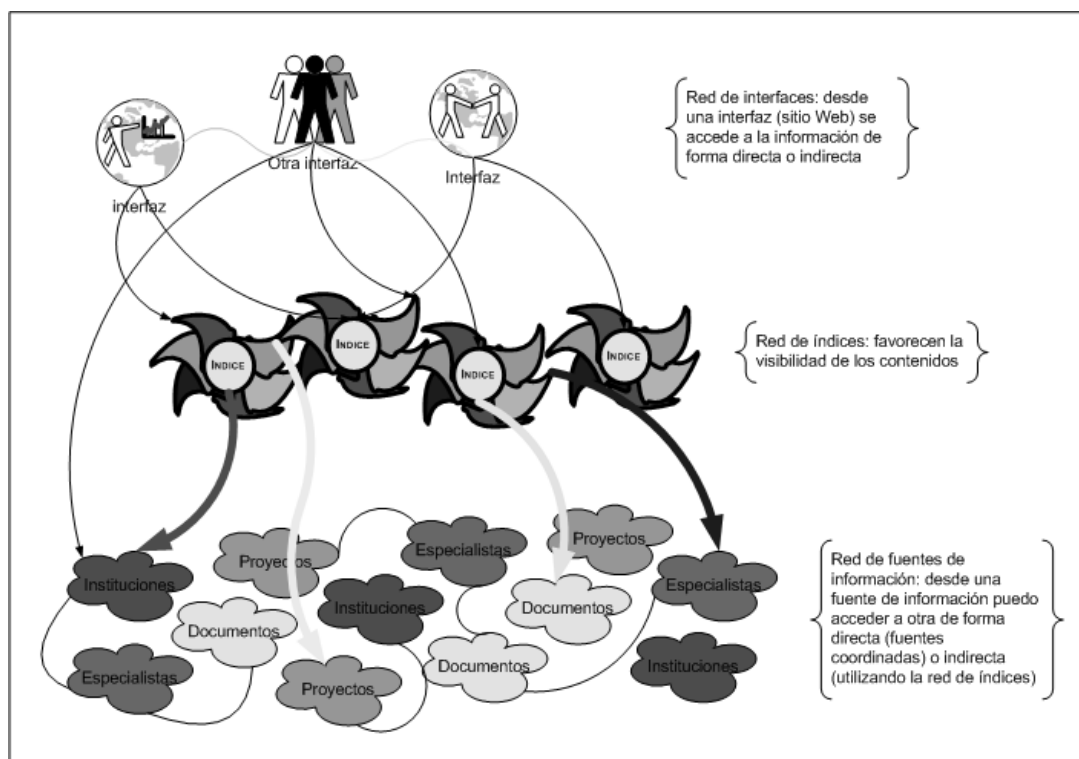 Otra interfaz
Interfaz
interfaz
Red de interfaces: desde
una interfaz (sitio Web) se
accede a la información de
forma directa o indirecta
INDICE
INDICE
INDICE
INDICE
Red de índices: favorecen la
visibilidad de los contenidos
Instituciones
Proyectos
Especialistas
Proyectos
Especialistas
Documentos
Instituciones
Documentos
Especialistas
Proyectos
Documentos
Instituciones
Red de fuentes de
información: desde una
fuente de información puedo
acceder a otra de forma
directa (fuentes
coordinadas) o indirecta
(utilizando la red de índices)